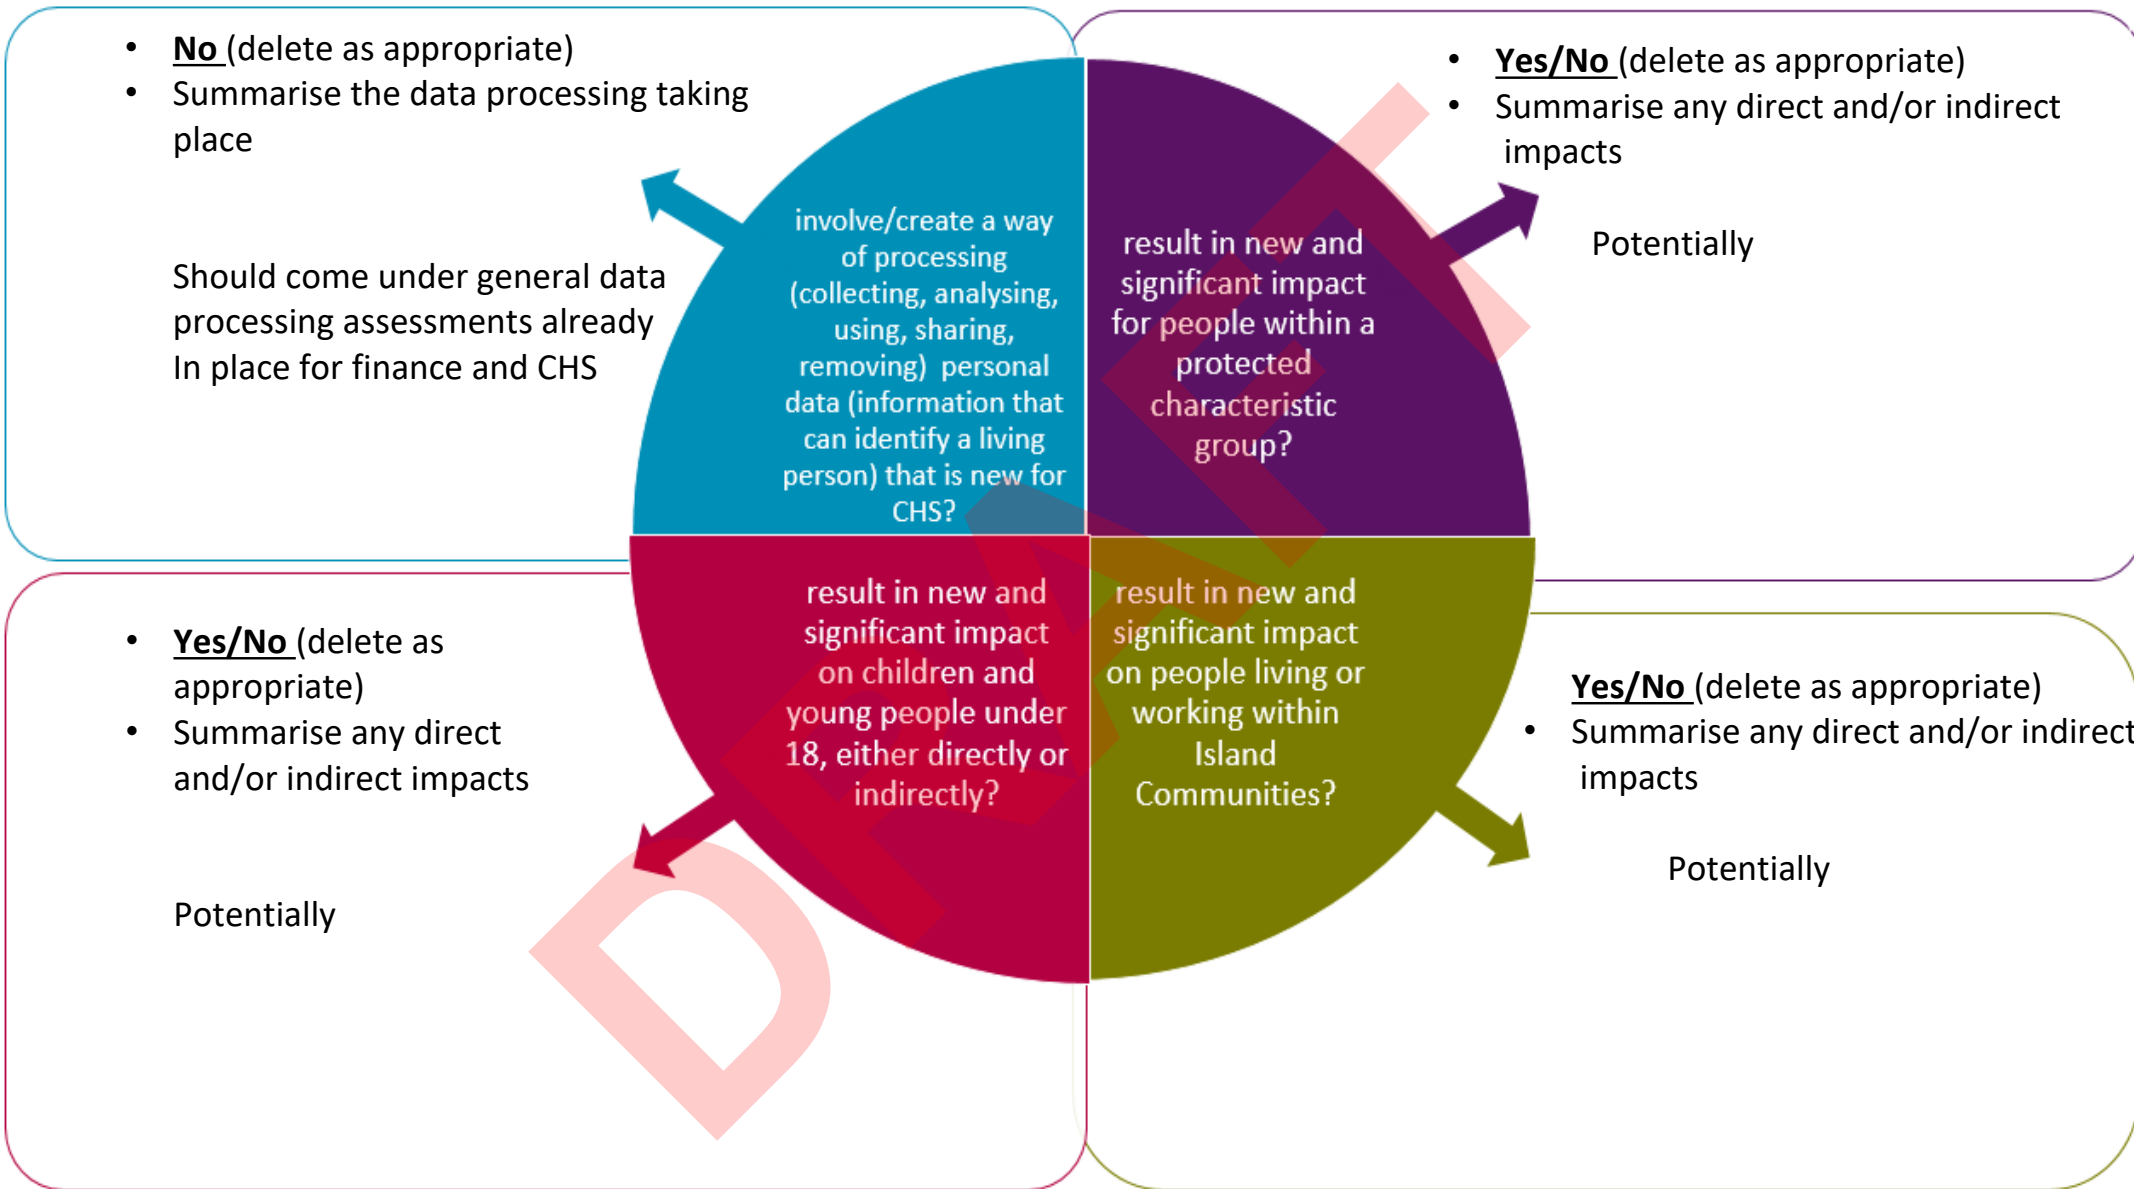 • No (delete as appropriate)
• Summarise the data processing taking
place
Should come under general data
processing assessments already
In place for finance and CHS
involve/create a way
of processing
(collecting, analysing,
using, sharing,
removing) personal
data (information that
can identify a living
person) that is new for
CHS?
result in new and
significant impact
for people within a
protected
characteristic
group?
• Yes/No (delete as appropriate)
• Summarise any direct and/or indirect
impacts
Potentially
• Yes/No (delete as
appropriate)
• Summarise any direct
and/or indirect impacts
Potentially
result in new and
significant impact
on children and
young people under
18, either directly or
indirectly?
result in new and
significant impact
on people living or
working within
Island
Communities?
Yes/No (delete as appropriate)
• Summarise any direct and/or indirect
impacts
Potentially
DRAFT